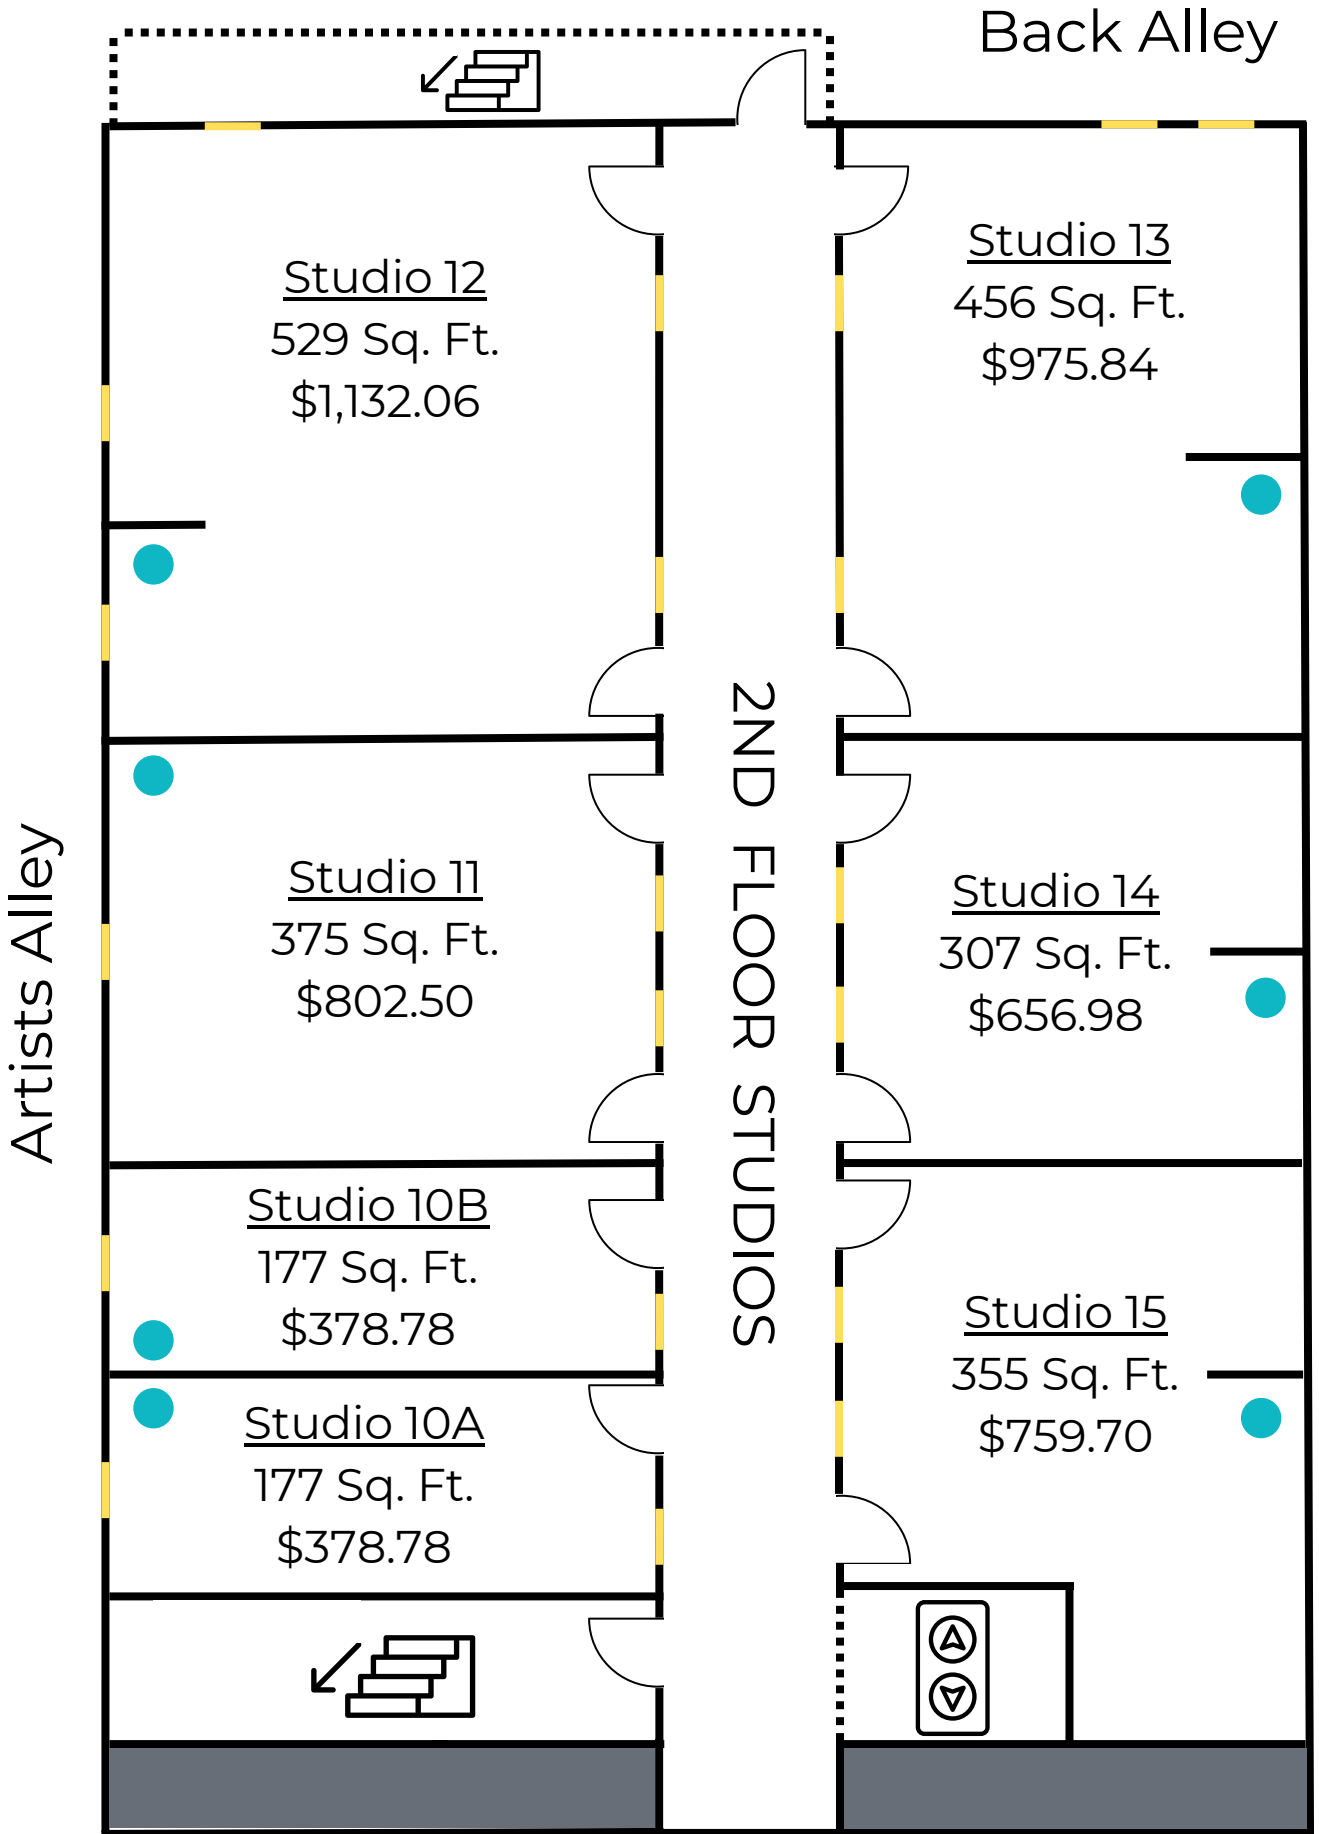 Back Alley
Studio 12
529 Sq. Ft.
$1,132.06
Studio 13
456 Sq. Ft.
$975.84
Artists Alley
Studio 11
375 Sq. Ft.
$802.50
2ND FLOOR STUDIOS
Studio 14
307 Sq. Ft.
$656.98
Studio 10B
177 Sq. Ft.
$378.78
Studio 15
355 Sq. Ft.
$759.70
Studio 10A
177 Sq. Ft.
$378.78